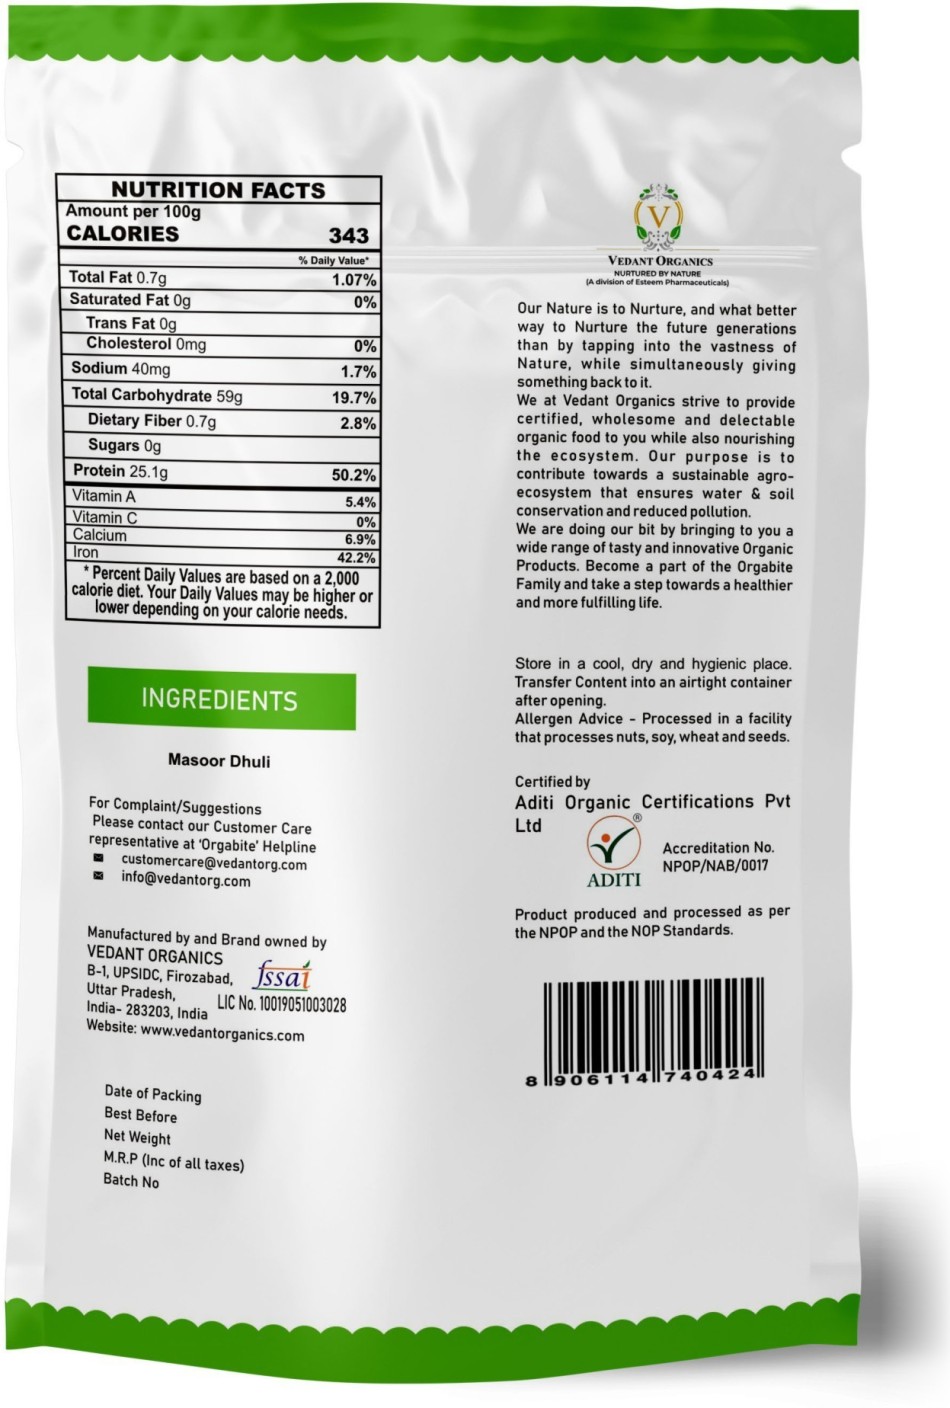 NUTRITION FACTS
Amount per 100g
CALORIES 343
% Daily Value*
Total Fat 0.7g 1.07%
Saturated Fat 0g 0%
Trans Fat 0g
Cholesterol 0mg 0%
Sodium 40mg 1.7%
Total Carbohydrate 59g 19.7%
Dietary Fiber 0.7g 2.8%
Sugars 0g
Protein 25.1g 50.2%
Vitamin A 5.4%
Vitamin C 0%
Calcium 6.9%
Iron 42.2%
* Percent Daily Values are based on a 2,000
calorie diet. Your Daily Values may be higher or
lower depending on your calorie needs.
INGREDIENTS
Masoor Dhuli
For Complaint/Suggestions
Please contact our Customer Care
representative at 'Orgabite' Helpline
customercare@vedantorg.com
info@vedantorg.com
Manufactured by and Brand owned by
VEDANT ORGANICS
B-1, UPSIDC, Firozabad,
Uttar Pradesh,
India- 283203, India
Website: www.vedantorganics.com
fssai
LIC No. 10019051003028
Date of Packing
Best Before
Net Weight
M.R.P (Inc of all taxes)
Batch No
V
VEDANT ORGANICS
NURTURED BY NATURE
(A division of Esteem Pharmaceuticals)
Our Nature is to Nurture, and what better
way to Nurture the future generations
than by tapping into the vastness of
Nature, while simultaneously giving
something back to it.
We at Vedant Organics strive to provide
certified, wholesome and delectable
organic food to you while also nourishing
the ecosystem. Our purpose is to
contribute towards a sustainable agro-
ecosystem that ensures water & soil
conservation and reduced pollution.
We are doing our bit by bringing to you a
wide range of tasty and innovative Organic
Products. Become a part of the Orgabite
Family and take a step towards a healthier
and more fulfilling life.
Store in a cool, dry and hygienic place.
Transfer Content into an airtight container
after opening.
Allergen Advice - Processed in a facility
that processes nuts, soy, wheat and seeds.
Certified by
Aditi Organic Certifications Pvt
Ltd
®
ADITI
Accreditation No.
NPOP/NAB/0017
Product produced and processed as per
the NPOP and the NOP Standards.
8 906114 740424